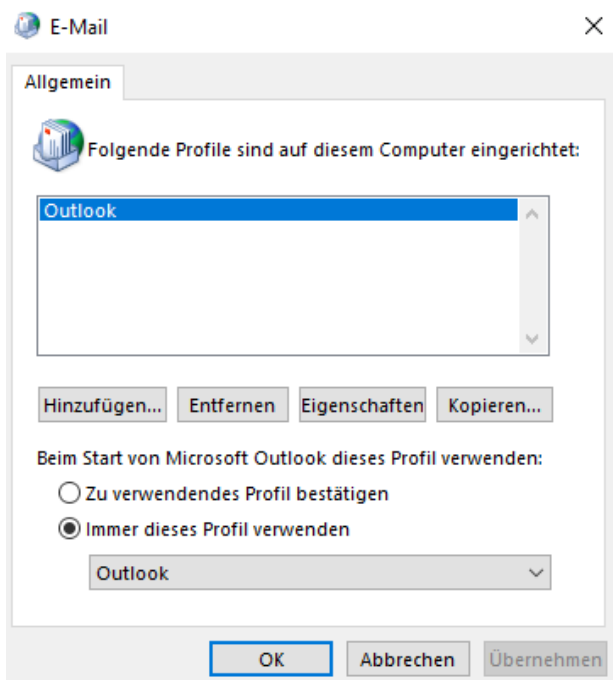 E-Mail
Allgemein
Folgende Profile sind auf diesem Computer eingerichtet:
Outlook
Hinzufügen... Entfernen Eigenschaften Kopieren...
Beim Start von Microsoft Outlook dieses Profil verwenden:
Zu verwendendes Profil bestätigen
Immer dieses Profil verwenden
Outlook
OK Abbrechen Übernehmen